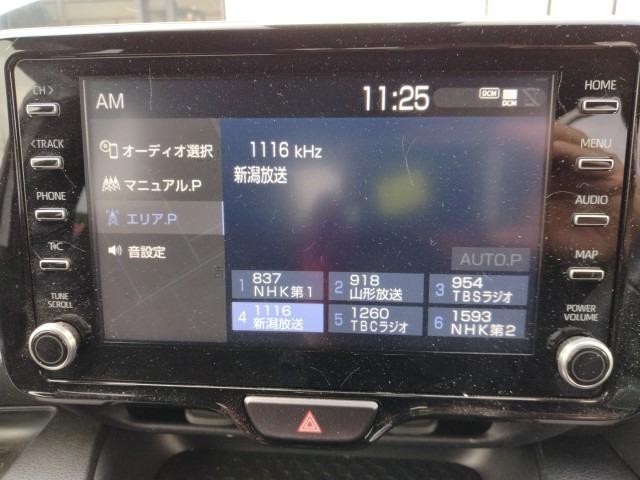 CH >
< TRACK
PHONE
T/C
TUNE
SCROLL
AM
11:25
DCM
DCM
オーディオ選択
マニュアル.P
エリア.P
音設定
1116 kHz
新潟放送
AUTO.P
1 837 NHK第1
2 918 山形放送
3 954 TBSラジオ
4 1116 新潟放送
5 1260 TBCラジオ
6 1593 NHK第2
HOME
MENU
AUDIO
MAP
POWER
VOLUME